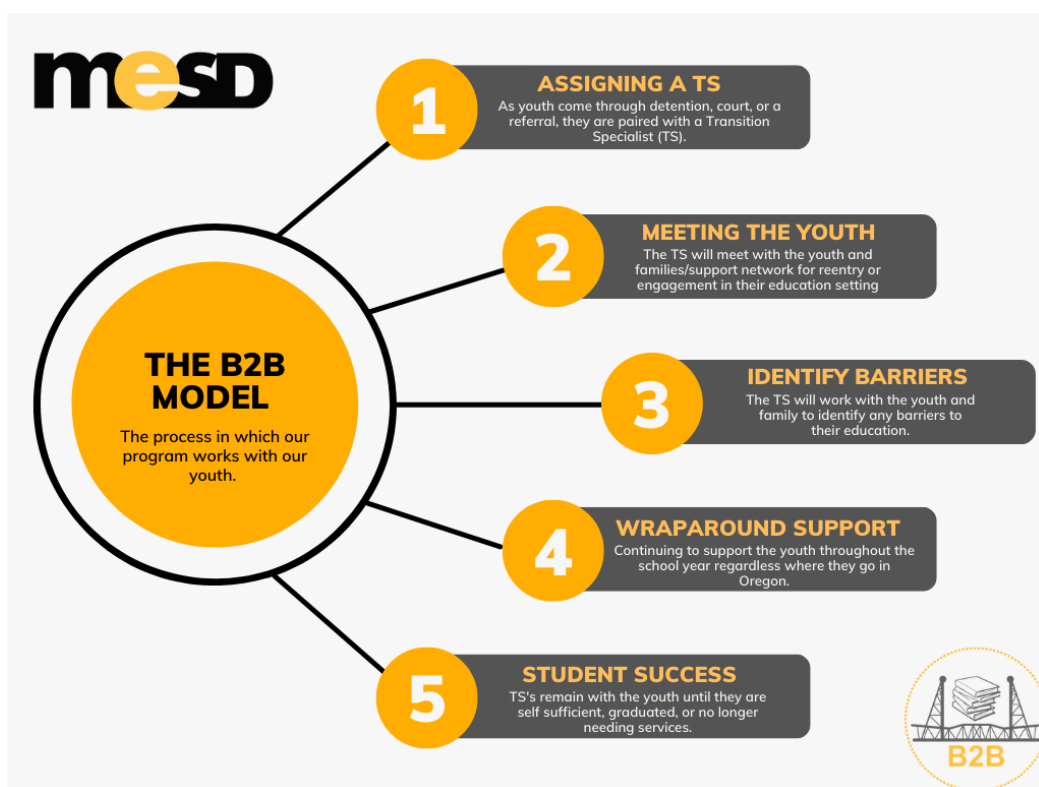 mesD
1
ASSIGNING A TS
As youth come through detention, court, or a
referral, they are paired with a Transition
Specialist (TS).
2
MEETING THE YOUTH
The TS will meet with the youth and
families/support network for reentry or
engagement in their education setting
THE B2B
MODEL
The process in which our
program works with our
youth.
3
IDENTIFY BARRIERS
The TS will work with the youth and
family to identify any barriers to
their education.
4
WRAPAROUND SUPPORT
Continuing to support the youth throughout the
school year regardless where they go in
Oregon.
5
STUDENT SUCCESS
TS's remain with the youth until they are
self sufficient, graduated, or no longer
needing services.
B2B